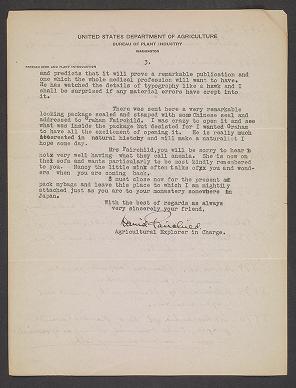 UNITED STATES DEPARTMENT OF AGRICULTURE
BUREAU OF PLANT INDUSTRY
WASHINGTON
FOREIGN SEED AND PLANT INTRODUCTION
3.
and predicts that it will prove a remarkable publication and
one which the whole medical profession will want to have.
He has watched the details of typography like a hawk and I
shall be surprised if any material errors have crept into
it.
There was sent here a very remarkable
looking package sealed and stamped with some Chinese seal and
addressed to Graham Fairchild. I was crazy to open it and see
what was inside the package but decided for I wanted Graham
to have all the excitement of opening it. He is really much
interested in natural history and will make a naturalist I
hope some day.
Mrs Fairchild, you will be sorry to hear is
not very well having what they call anemia. She is now on
the sofa and wants particularly to be most kindly remembered
to you. Nancy the little minx often talks of you and wond-
ers when you are coming back.
I must close now for the present and
pack my bags and leave this place to which I am mightily
attached just as you are to your monastery somewhere in
Japan.
With the best of regards as always
very sincerely your friend,
David Fairchild
Agricultural Explorer in Charge.